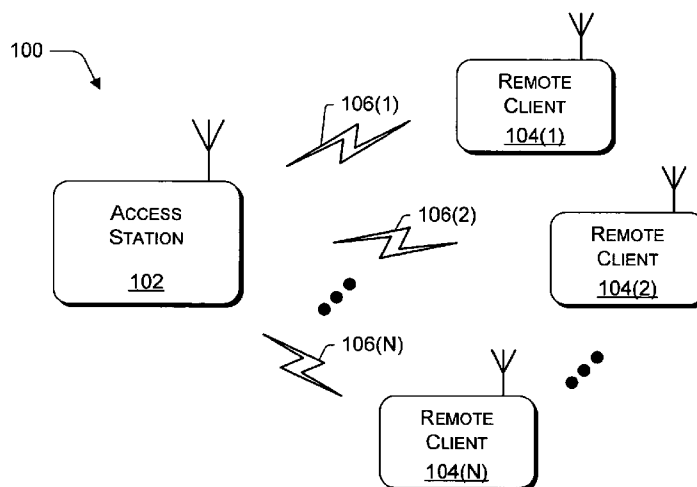 100
106(1)
REMOTE
CLIENT
104(1)
ACCESS
STATION
102
106(2)
REMOTE
CLIENT
104(2)
106(N)
REMOTE
CLIENT
104(N)